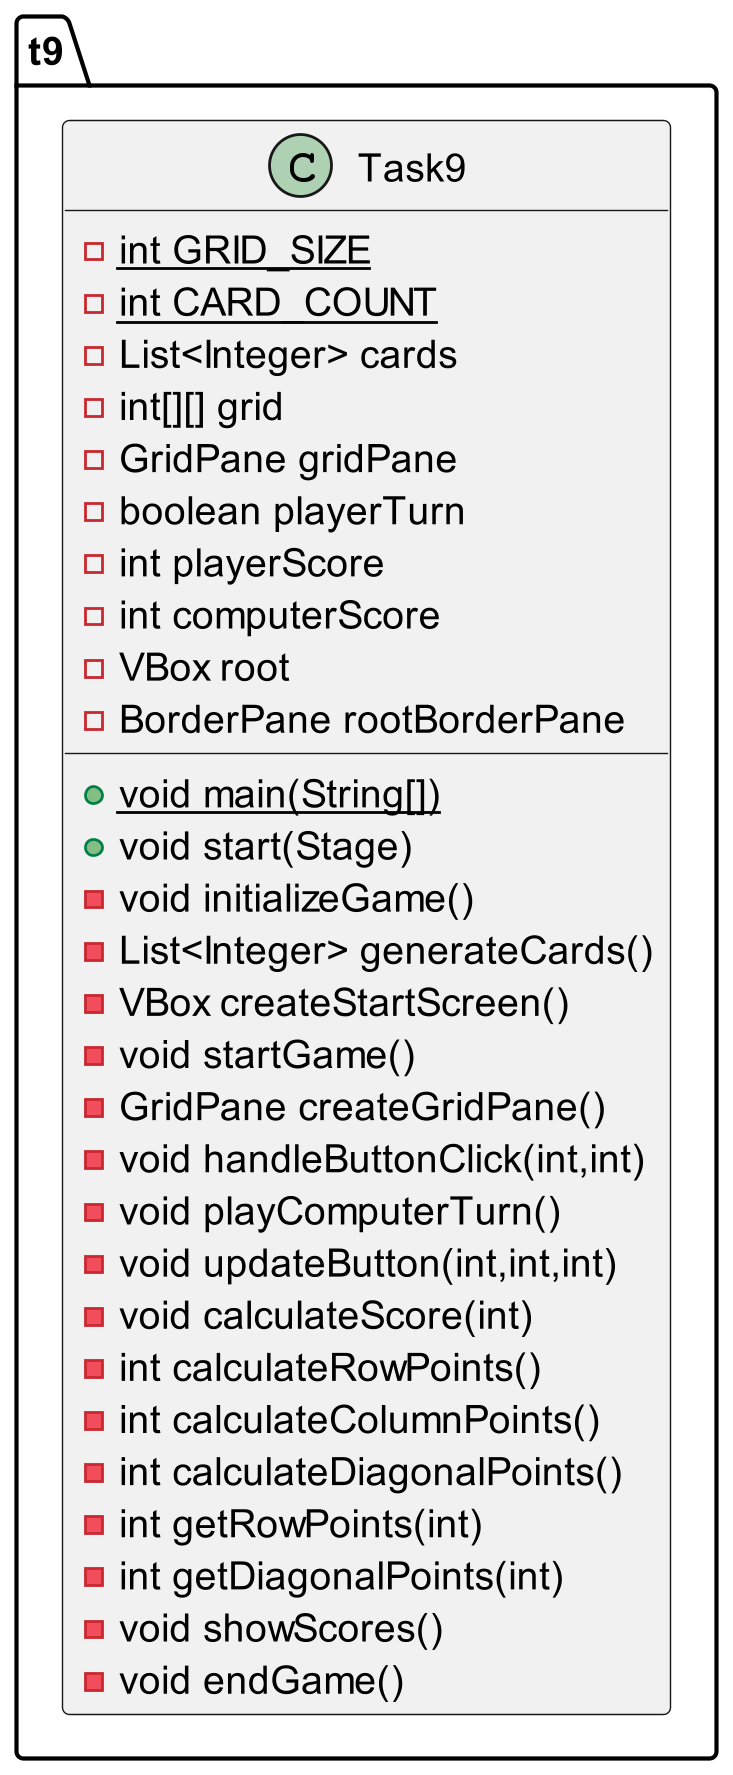 t9
C Task9
int GRID_SIZE
int CARD_COUNT
List<Integer> cards
int[][] grid
GridPane gridPane
boolean playerTurn
int playerScore
int computerScore
VBox root
BorderPane rootBorderPane
void main(String[])
void start(Stage)
void initializeGame()
List<Integer> generateCards()
VBox createStartScreen()
void startGame()
GridPane createGridPane()
void handleButtonClick(int,int)
void playComputerTurn()
void updateButton(int,int,int)
void calculateScore(int)
int calculateRowPoints()
int calculateColumnPoints()
int calculateDiagonalPoints()
int getRowPoints(int)
int getDiagonalPoints(int)
void showScores()
void endGame()